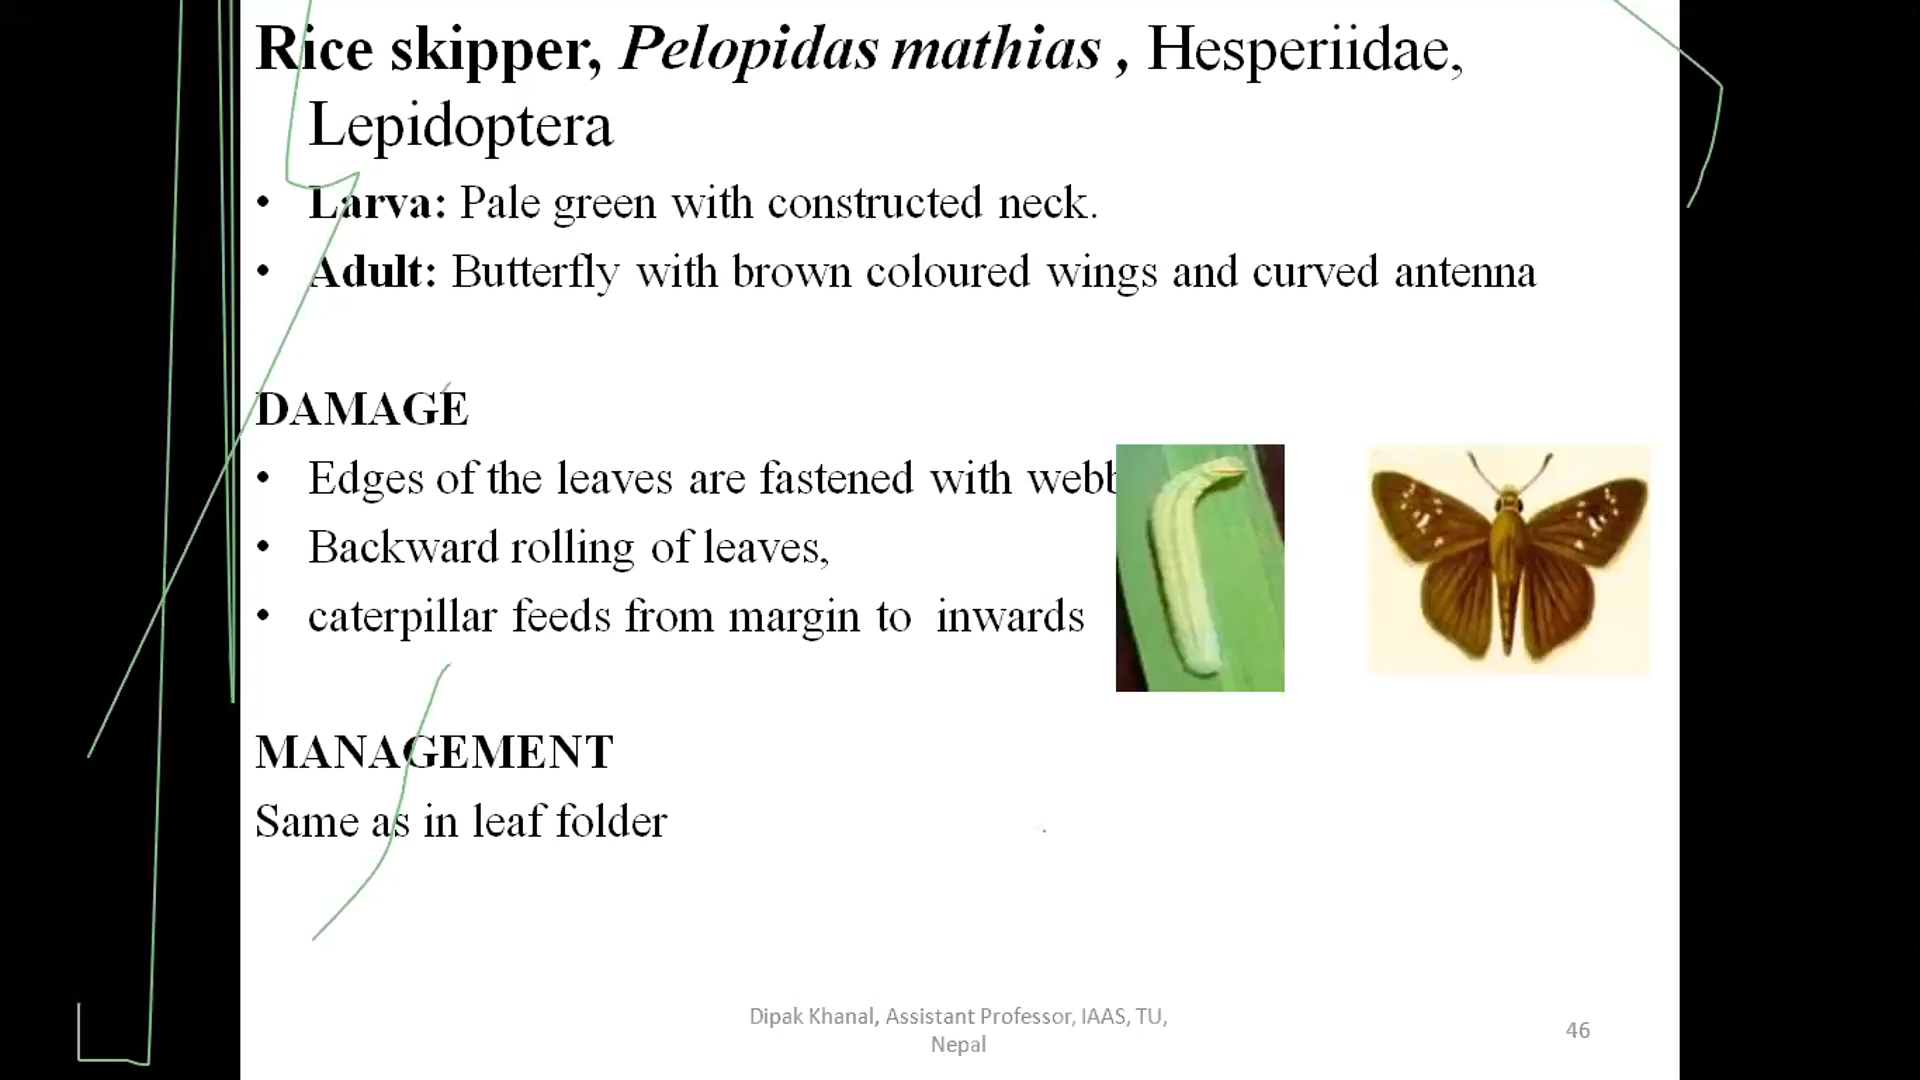 Rice skipper, Pelopidas mathias , Hesperiidae,
Lepidoptera
• Larva: Pale green with constructed neck.
• Adult: Butterfly with brown coloured wings and curved antenna
DAMAGE
• Edges of the leaves are fastened with webb
• Backward rolling of leaves,
• caterpillar feeds from margin to inwards
MANAGEMENT
Same as in leaf folder
Dipak Khanal, Assistant Professor, IAAS, TU,
Nepal
46